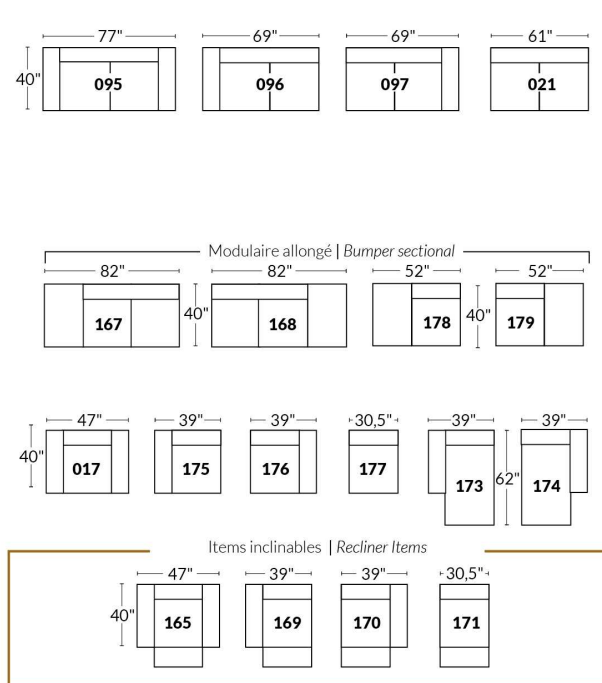 77" 69" 69" 61"
40" 095 096 097 021
Modulaire allongé | Bumper sectional
82" 82" 52" 52"
167 40" 168 178 40" 179
47" 39" 39" 30,5" 39" 39"
40" 017 175 176 177 173 62" 174
Items inclinables | Recliner Items
47" 39" 39" 30,5"
40" 165 169 170 171